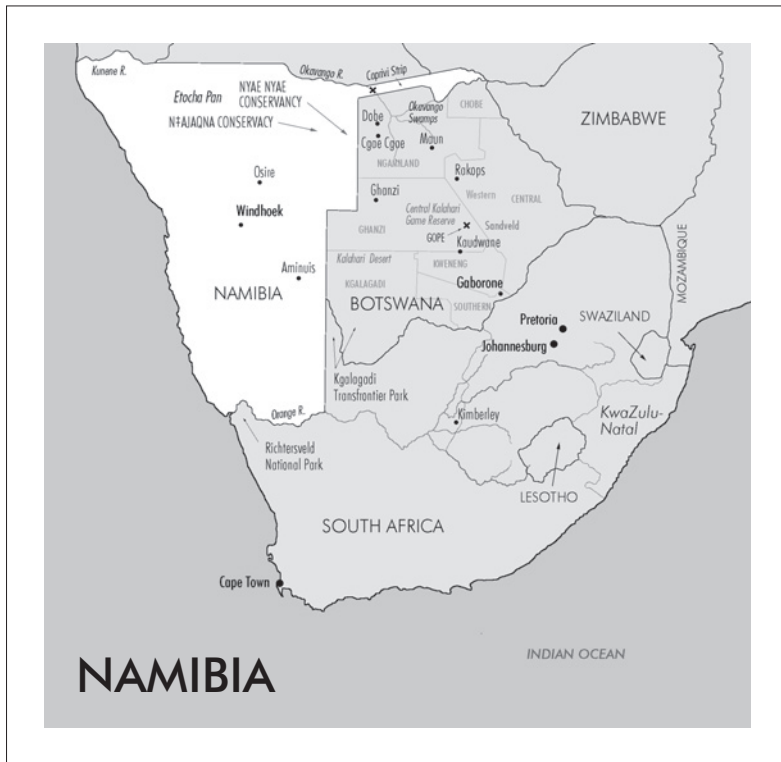 Kunene R.
Okavango R.
Caprivi Strip
Etocha Pan
NYAE NYAE
CONSERVANCY
N‡AJAQNA CONSERVACY
Okavango
Swamps
CHOBE
ZIMBABWE
Dobe
Cgoe Cgoe
Maun
NGAMILAND
Osire
Rakops
Ghanzi
Western
CENTRAL
Windhoek
Central Kalahari
Game Reserve
Sandveld
GHANZI
GOPE
Kaudwane
MOZAMBIQUE
Kalahari Desert
KWENENG
Aminuis
KGALAGADI
Gaborone
NAMIBIA
BOTSWANA
SOUTHERN
Pretoria
SWAZILAND
Johannesburg
Kgalagadi
Transfrontier Park
Orange R.
Kimberley
KwaZulu-
Natal
Richtersveld
National Park
LESOTHO
SOUTH AFRICA
Cape Town
INDIAN OCEAN
NAMIBIA